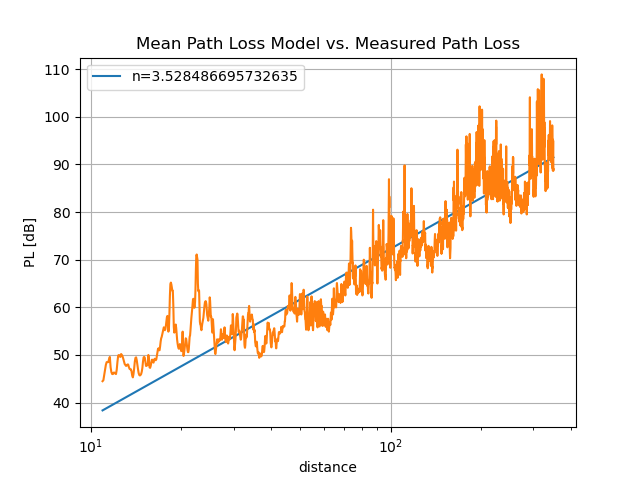 Mean Path Loss Model vs. Measured Path Loss
n=3.528486695732635
110
100
90
80
70
60
50
40
PL [dB]
10¹
10²
distance